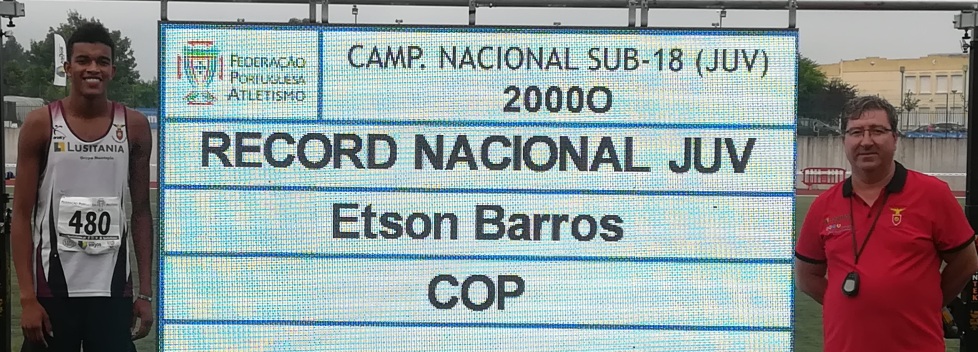 FEDERAÇÃO
PORTUGUESA
ATLETISMO
CAMP. NACIONAL SUB-18 (JUV)
2000O
RECORD NACIONAL JUV
Etson Barros
COP
LUSITANIA
480